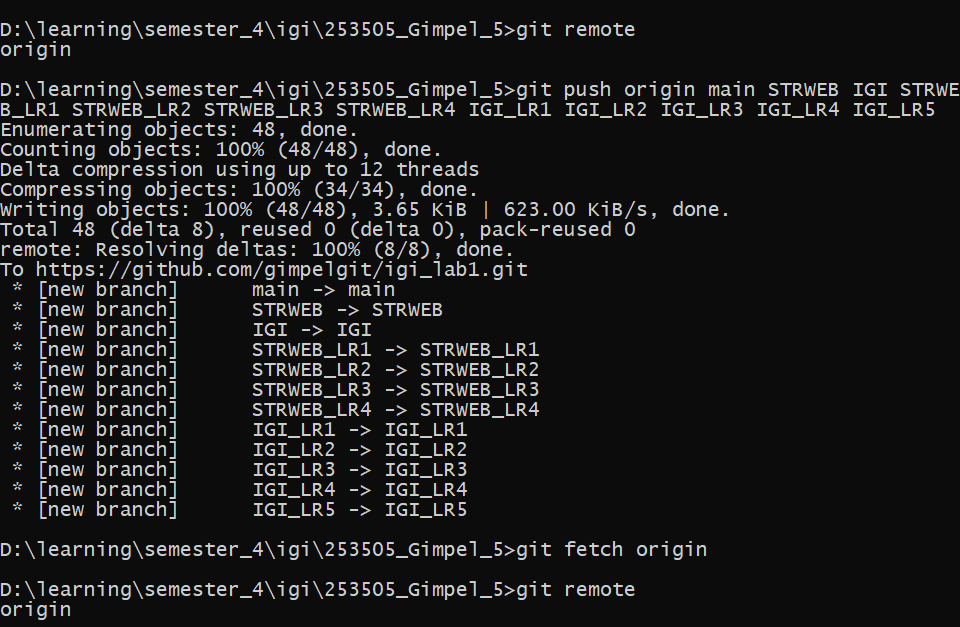 D:\learning\semester_4\igi\253505_Gimpel_5>git remote
origin
D:\learning\semester_4\igi\253505_Gimpel_5>git push origin main STRWEB IGI STRWE
B_LR1 STRWEB_LR2 STRWEB_LR3 STRWEB_LR4 IGI_LR1 IGI_LR2 IGI_LR3 IGI_LR4 IGI_LR5
Enumerating objects: 48, done.
Counting objects: 100% (48/48), done.
Delta compression using up to 12 threads
Compressing objects: 100% (34/34), done.
Writing objects: 100% (48/48), 3.65 KiB | 623.00 KiB/s, done.
Total 48 (delta 8), reused 0 (delta 0), pack-reused 0
remote: Resolving deltas: 100% (8/8), done.
To https://github.com/gimpelgit/igi_lab1.git
 * [new branch]      main -> main
 * [new branch]      STRWEB -> STRWEB
 * [new branch]      IGI -> IGI
 * [new branch]      STRWEB_LR1 -> STRWEB_LR1
 * [new branch]      STRWEB_LR2 -> STRWEB_LR2
 * [new branch]      STRWEB_LR3 -> STRWEB_LR3
 * [new branch]      STRWEB_LR4 -> STRWEB_LR4
 * [new branch]      IGI_LR1 -> IGI_LR1
 * [new branch]      IGI_LR2 -> IGI_LR2
 * [new branch]      IGI_LR3 -> IGI_LR3
 * [new branch]      IGI_LR4 -> IGI_LR4
 * [new branch]      IGI_LR5 -> IGI_LR5
D:\learning\semester_4\igi\253505_Gimpel_5>git fetch origin
D:\learning\semester_4\igi\253505_Gimpel_5>git remote
origin